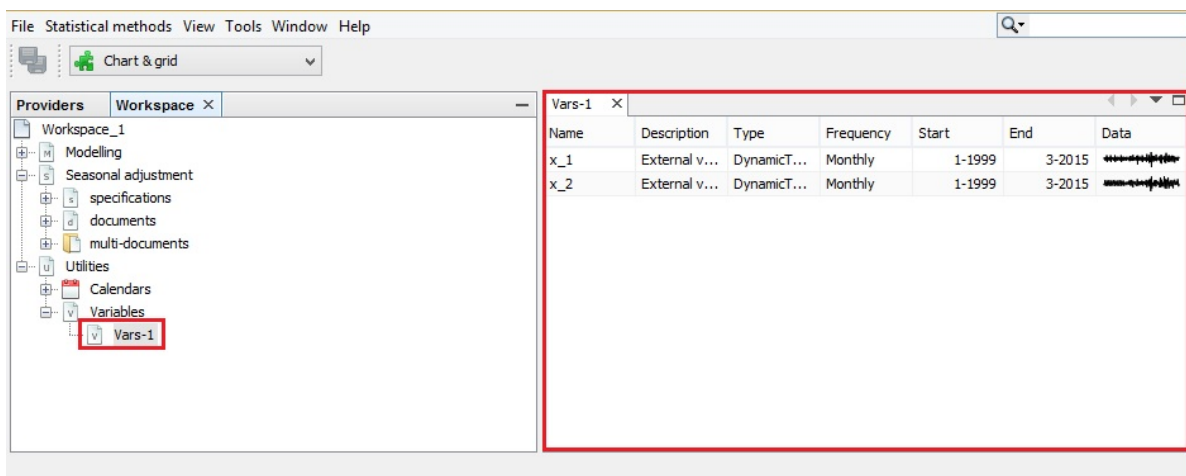 File Statistical methods View Tools Window Help
Chart & grid
Providers Workspace
Workspace_1
M Modelling
s Seasonal adjustment
s specifications
d documents
multi-documents
u Utilities
Calendars
v Variables
v Vars-1
Vars-1
Name Description Type Frequency Start End Data
x_1 External v... DynamicT... Monthly 1-1999 3-2015
x_2 External v... DynamicT... Monthly 1-1999 3-2015